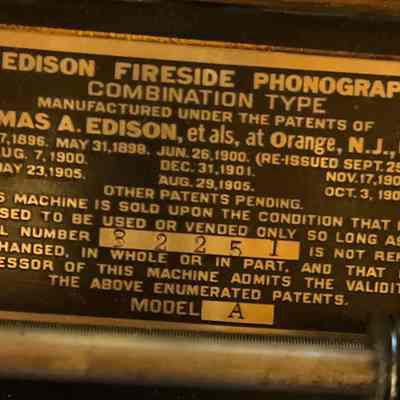 EDISON FIRESIDE PHONOGRAP
COMBINATION TYPE
MANUFACTURED UNDER THE PATENTS OF
MAS A. EDISON, et als, at Orange, N.J.,
7, 1896. MAY 31, 1898. JUN. 26, 1900. (RE-ISSUED SEPT. 25
UG. 7, 1900. DEC. 31, 1901. NOV. 17, 190
AY 23, 1905. AUG. 29, 1905. OCT. 3, 190
OTHER PATENTS PENDING.
IS MACHINE IS SOLD UPON THE CONDITION THAT
SED TO BE USED OR VENDED ONLY SO LONG AS
L NUMBER 32251 IS NOT REM
HANGED, IN WHOLE OR IN PART, AND THAT
ESSOR OF THIS MACHINE ADMITS THE VALIDIT
THE ABOVE ENUMERATED PATENTS.
MODEL A